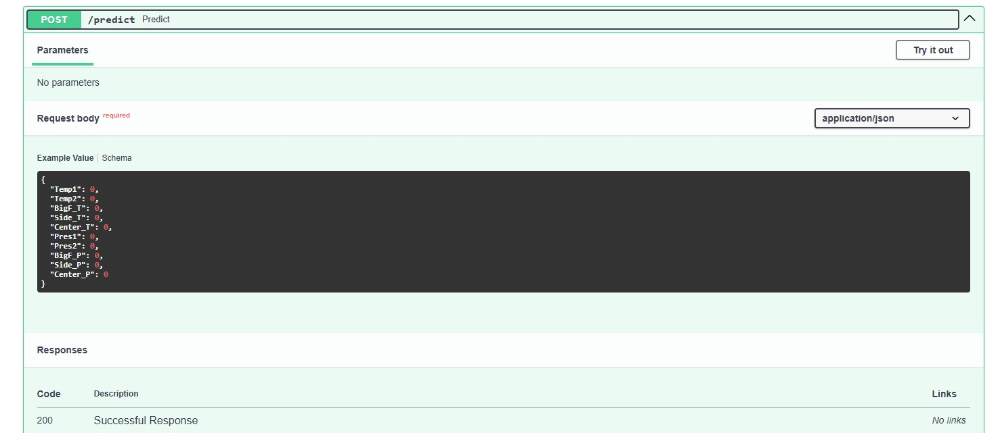 POST /predict Predict
Parameters
Try it out
No parameters
Request body required
application/json
Example Value Schema
{
"Temp1": 0,
"Temp2": 0,
"BigF_T": 0,
"Side_T": 0,
"Center_T": 0,
"Pres1": 0,
"Pres2": 0,
"BigF_P": 0,
"Side_P": 0,
"Center_P": 0
}
Responses
Code Description Links
200 Successful Response No links